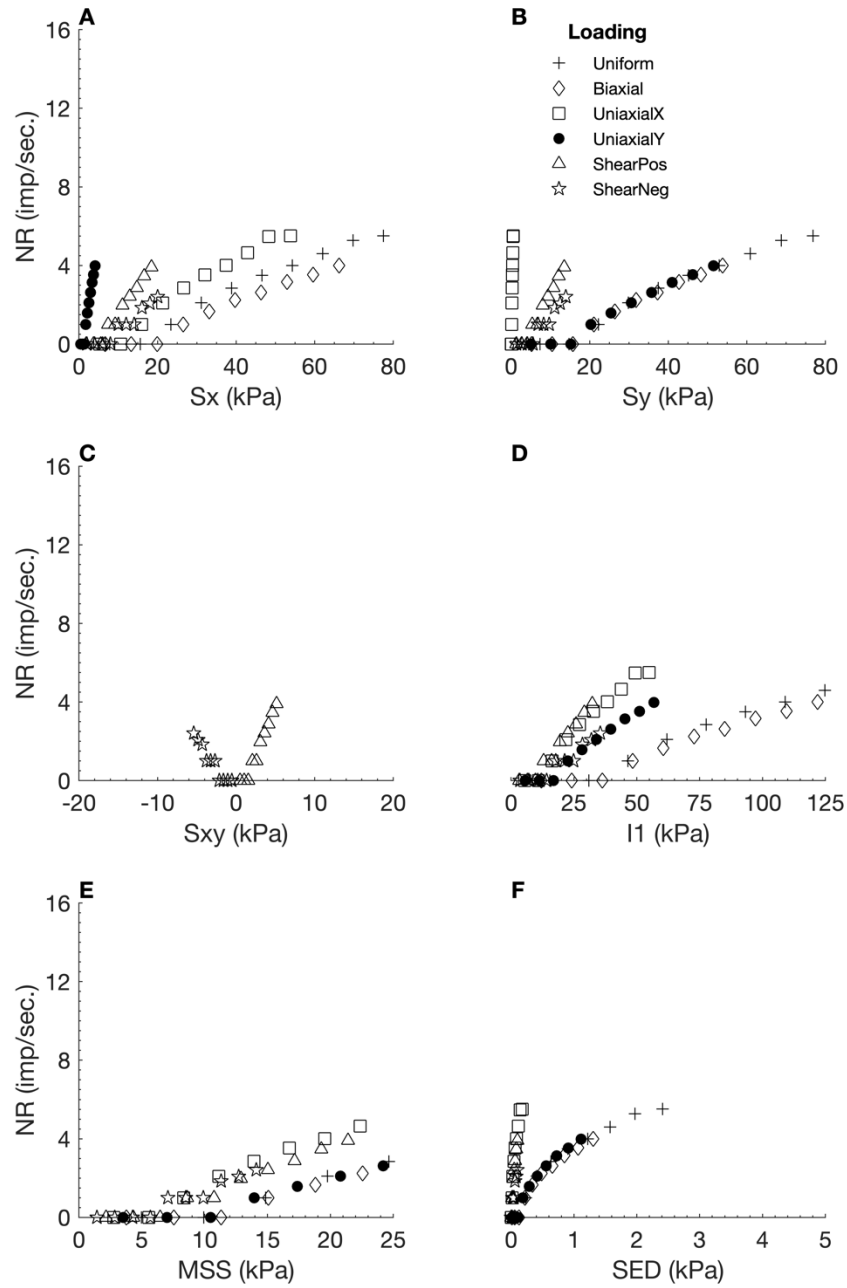 A
16
12
8
4
0
NR (imp/sec.)
0 20 40 60 80
Sx (kPa)
B
Loading
Uniform
Biaxial
UniaxialX
UniaxialY
ShearPos
ShearNeg
0 20 40 60 80
Sy (kPa)
C
16
12
8
4
0
NR (imp/sec.)
-20 -10 0 10 20
Sxy (kPa)
D
0 25 50 75 100 125
I1 (kPa)
E
16
12
8
4
0
NR (imp/sec.)
0 5 10 15 20 25
MSS (kPa)
F
0 1 2 3 4 5
SED (kPa)